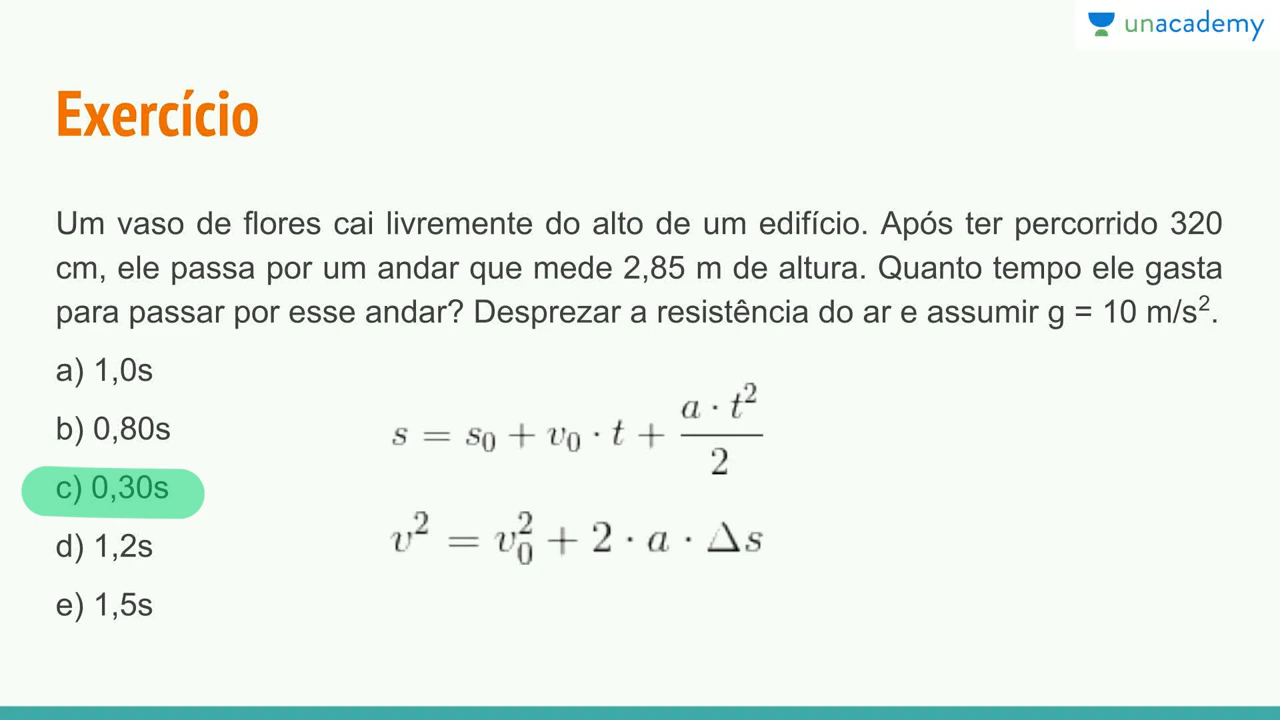 unacademy
Exercício
Um vaso de flores cai livremente do alto de um edifício. Após ter percorrido 320
cm, ele passa por um andar que mede 2,85 m de altura. Quanto tempo ele gasta
para passar por esse andar? Desprezar a resistência do ar e assumir g = 10 m/s².
a) 1,0s
b) 0,80s
c) 0,30s
d) 1,2s
e) 1,5s
s = s₀ + v₀ · t + a · t² / 2
v² = v₀² + 2 · a · Δs